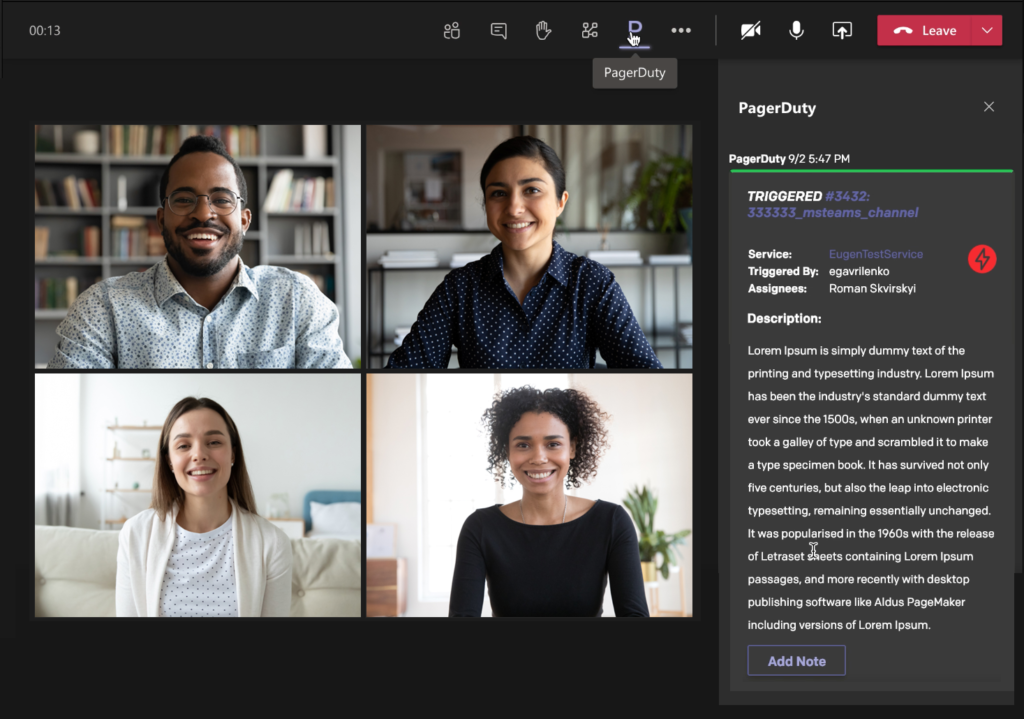 00:13
P
Leave
PagerDuty
PagerDuty
PagerDuty 9/2 5:47 PM
TRIGGERED #3432:
333333_msteams_channel
Service: EugenTestService
Triggered By: egavrilenko
Assignees: Roman Skvirskyi
Description:
Lorem Ipsum is simply dummy text of the
printing and typesetting industry. Lorem Ipsum
has been the industry's standard dummy text
ever since the 1500s, when an unknown printer
took a galley of type and scrambled it to make
a type specimen book. It has survived not only
five centuries, but also the leap into electronic
typesetting, remaining essentially unchanged.
It was popularised in the 1960s with the release
of Letraset sheets containing Lorem Ipsum
passages, and more recently with desktop
publishing software like Aldus PageMaker
including versions of Lorem Ipsum.
Add Note